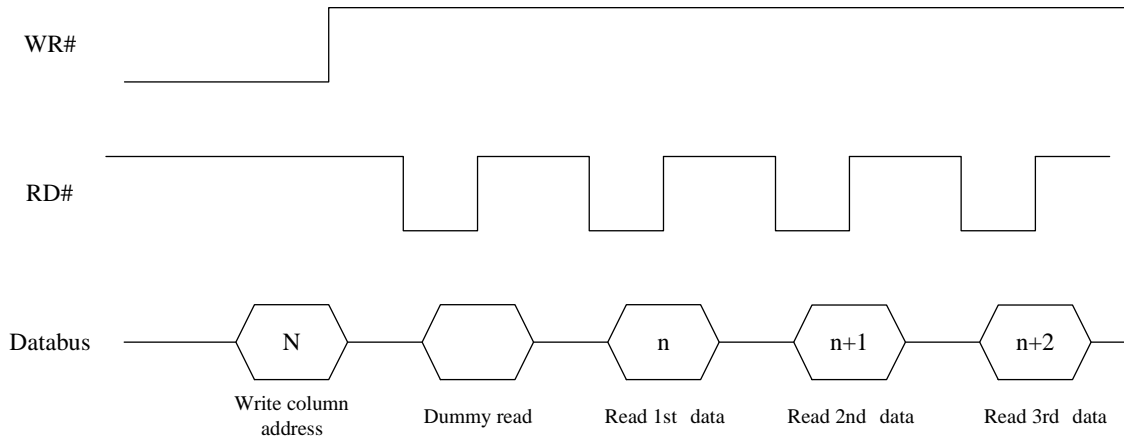 WR#
RD#
Databus
N
n
n+1
n+2
Write column
address
Dummy read
Read 1st data
Read 2nd data
Read 3rd data